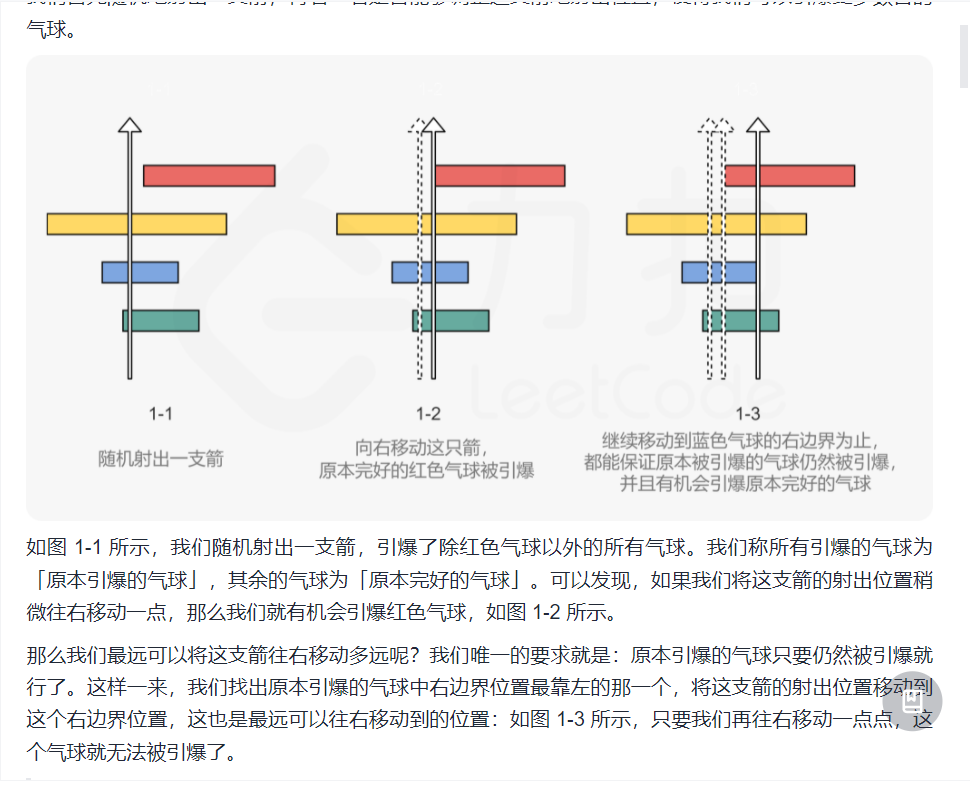 气球。
1-1
1-2
1-3
随机射出一支箭
向右移动这只箭，
原本完好的红色气球被引爆
继续移动到蓝色气球的右边界为止，
都能保证原本被引爆的气球仍然被引爆，
并且有机会引爆原本完好的气球
力扣
LeetCode
如图 1-1 所示，我们随机射出一支箭，引爆了除红色气球以外的所有气球。我们称所有引爆的气球为
「原本引爆的气球」，其余的气球为「原本完好的气球」。可以发现，如果我们将这支箭的射出位置稍
微往右移动一点，那么我们就有机会引爆红色气球，如图 1-2 所示。
那么我们最远可以将这支箭往右移动多远呢？我们唯一的要求就是：原本引爆的气球只要仍然被引爆就
行了。这样一来，我们找出原本引爆的气球中右边界位置最靠左的那一个，将这支箭的射出位置移动到
这个右边界位置，这也是最远可以往右移动到的位置：如图 1-3 所示，只要我们再往右移动一点点，这
个气球就无法被引爆了。